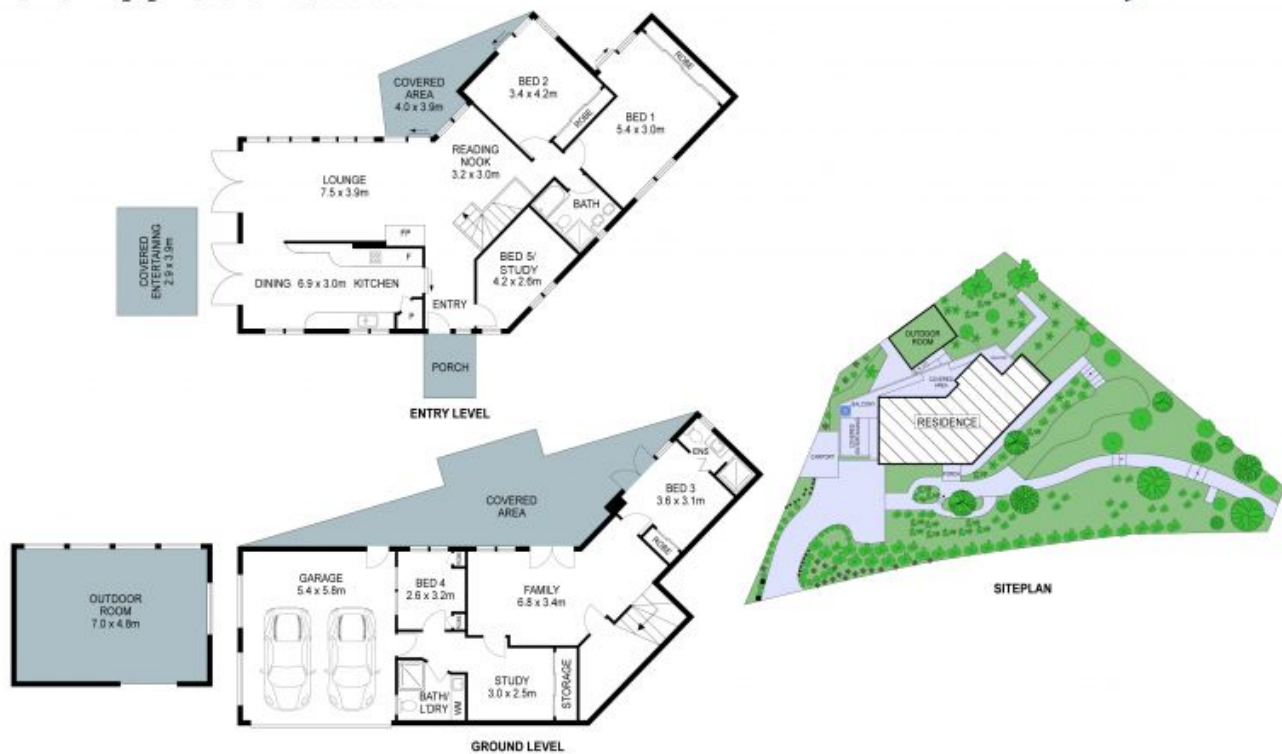 COVERED
AREA
4.0 x 3.9m
BED 2
3.4 x 4.2m
ROBE
ROBE
BED 1
5.4 x 3.0m
READING
NOOK
3.2 x 3.0m
LOUNGE
7.5 x 3.9m
BATH
FP
BED 5/
STUDY
4.2 x 2.6m
COVERED
ENTERTAINING
2.9 x 3.9m
DINING 6.9 x 3.0m KITCHEN
F
P
ENTRY
PORCH
ENTRY LEVEL
OUTDOOR
ROOM
COVERED
AREA
BALCONY
RESIDENCE
COVERED
ENTERTAINING
CARPORT
PORCH
SITEPLAN
ENS
BED 3
3.6 x 3.1m
ROBE
COVERED
AREA
GARAGE
5.4 x 5.8m
BED 4
2.6 x 3.2m
FAMILY
6.8 x 3.4m
OUTDOOR
ROOM
7.0 x 4.8m
STUDY
3.0 x 2.5m
STORAGE
BATH/
L'DRY
WM
GROUND LEVEL